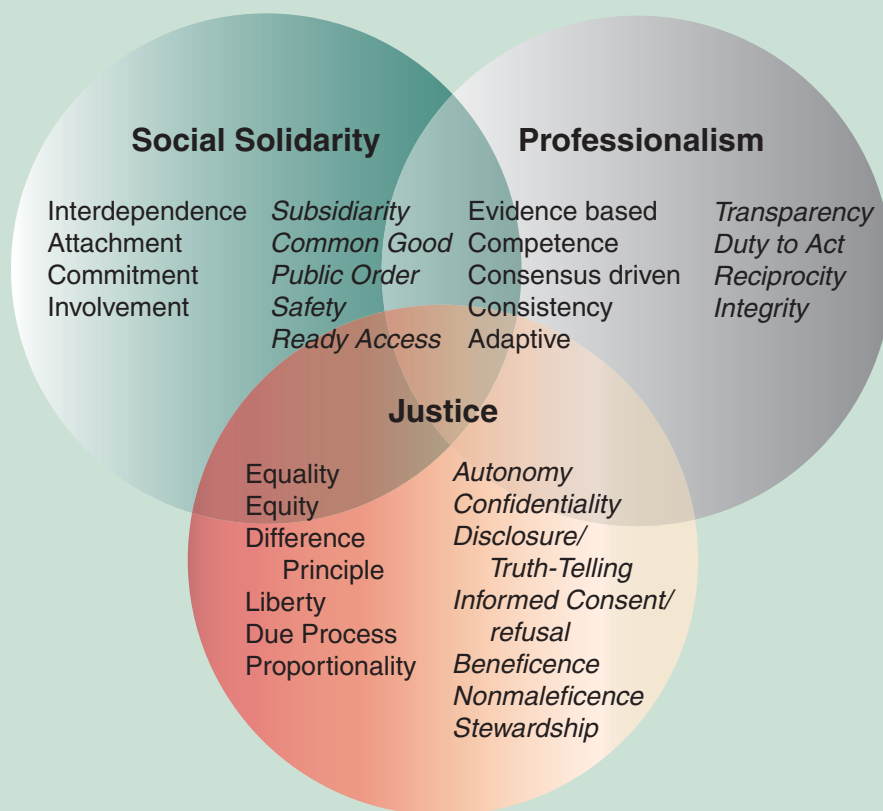 Social Solidarity
Interdependence
Attachment
Commitment
Involvement
Subsidiarity
Common Good
Public Order
Safety
Ready Access
Professionalism
Evidence based
Competence
Consensus driven
Consistency
Adaptive
Transparency
Duty to Act
Reciprocity
Integrity
Justice
Equality
Equity
Difference
Principle
Liberty
Due Process
Proportionality
Autonomy
Confidentiality
Disclosure/
Truth-Telling
Informed Consent/
refusal
Beneficence
Nonmaleficence
Stewardship